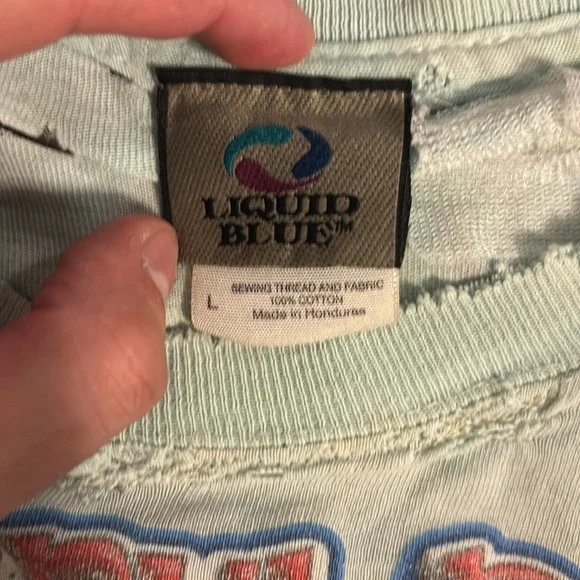 LIQUID
BLUE™
L
SEWING THREAD AND FABRIC
100% COTTON
Made in Honduras